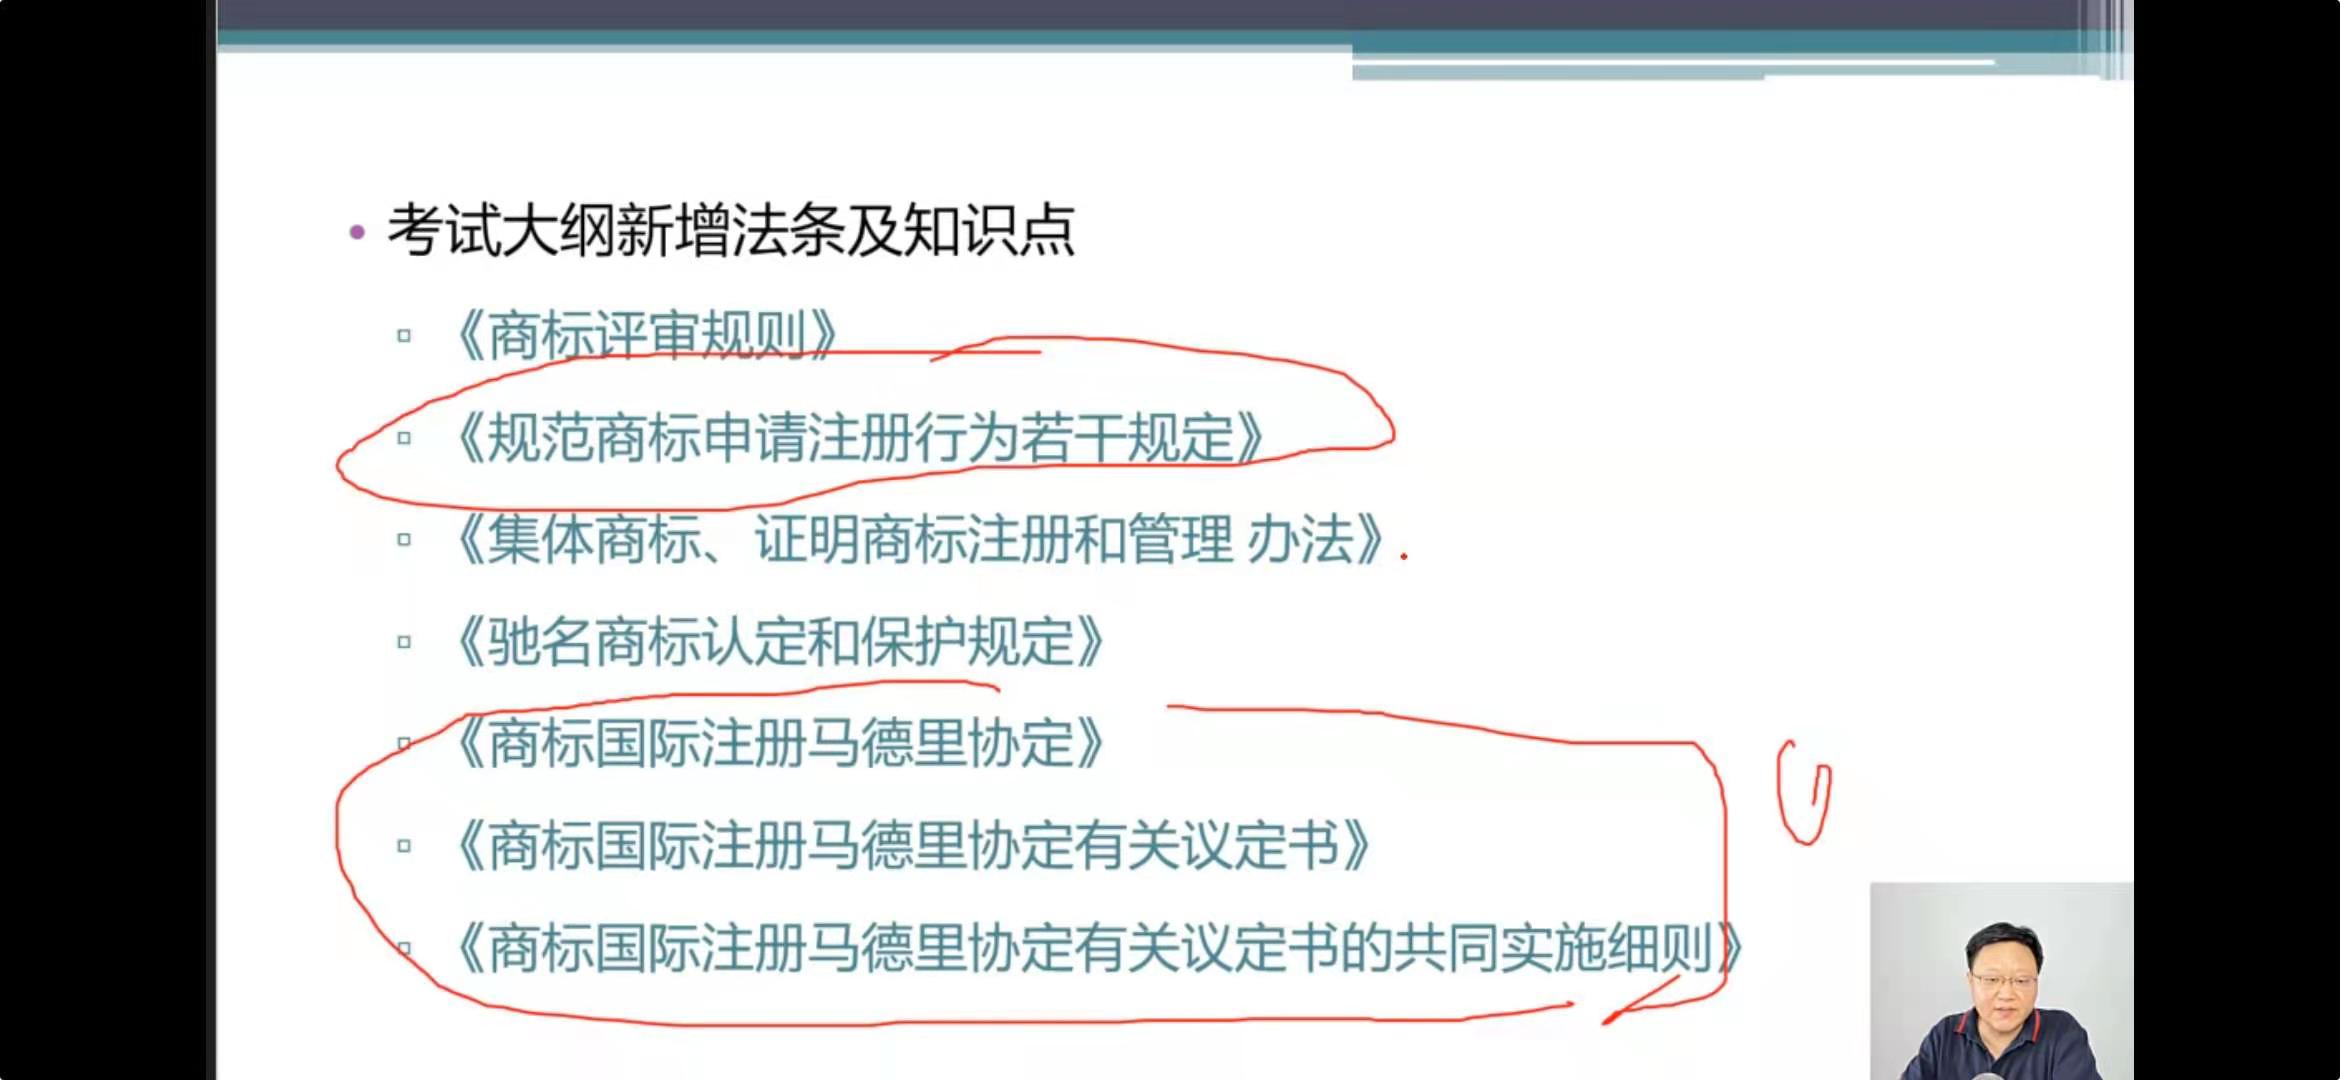 考试大纲新增法条及知识点
《商标评审规则》
《规范商标申请注册行为若干规定》
《集体商标、证明商标注册和管理 办法》
《驰名商标认定和保护规定》
《商标国际注册马德里协定》
《商标国际注册马德里协定有关议定书》
《商标国际注册马德里协定有关议定书的共同实施细则》